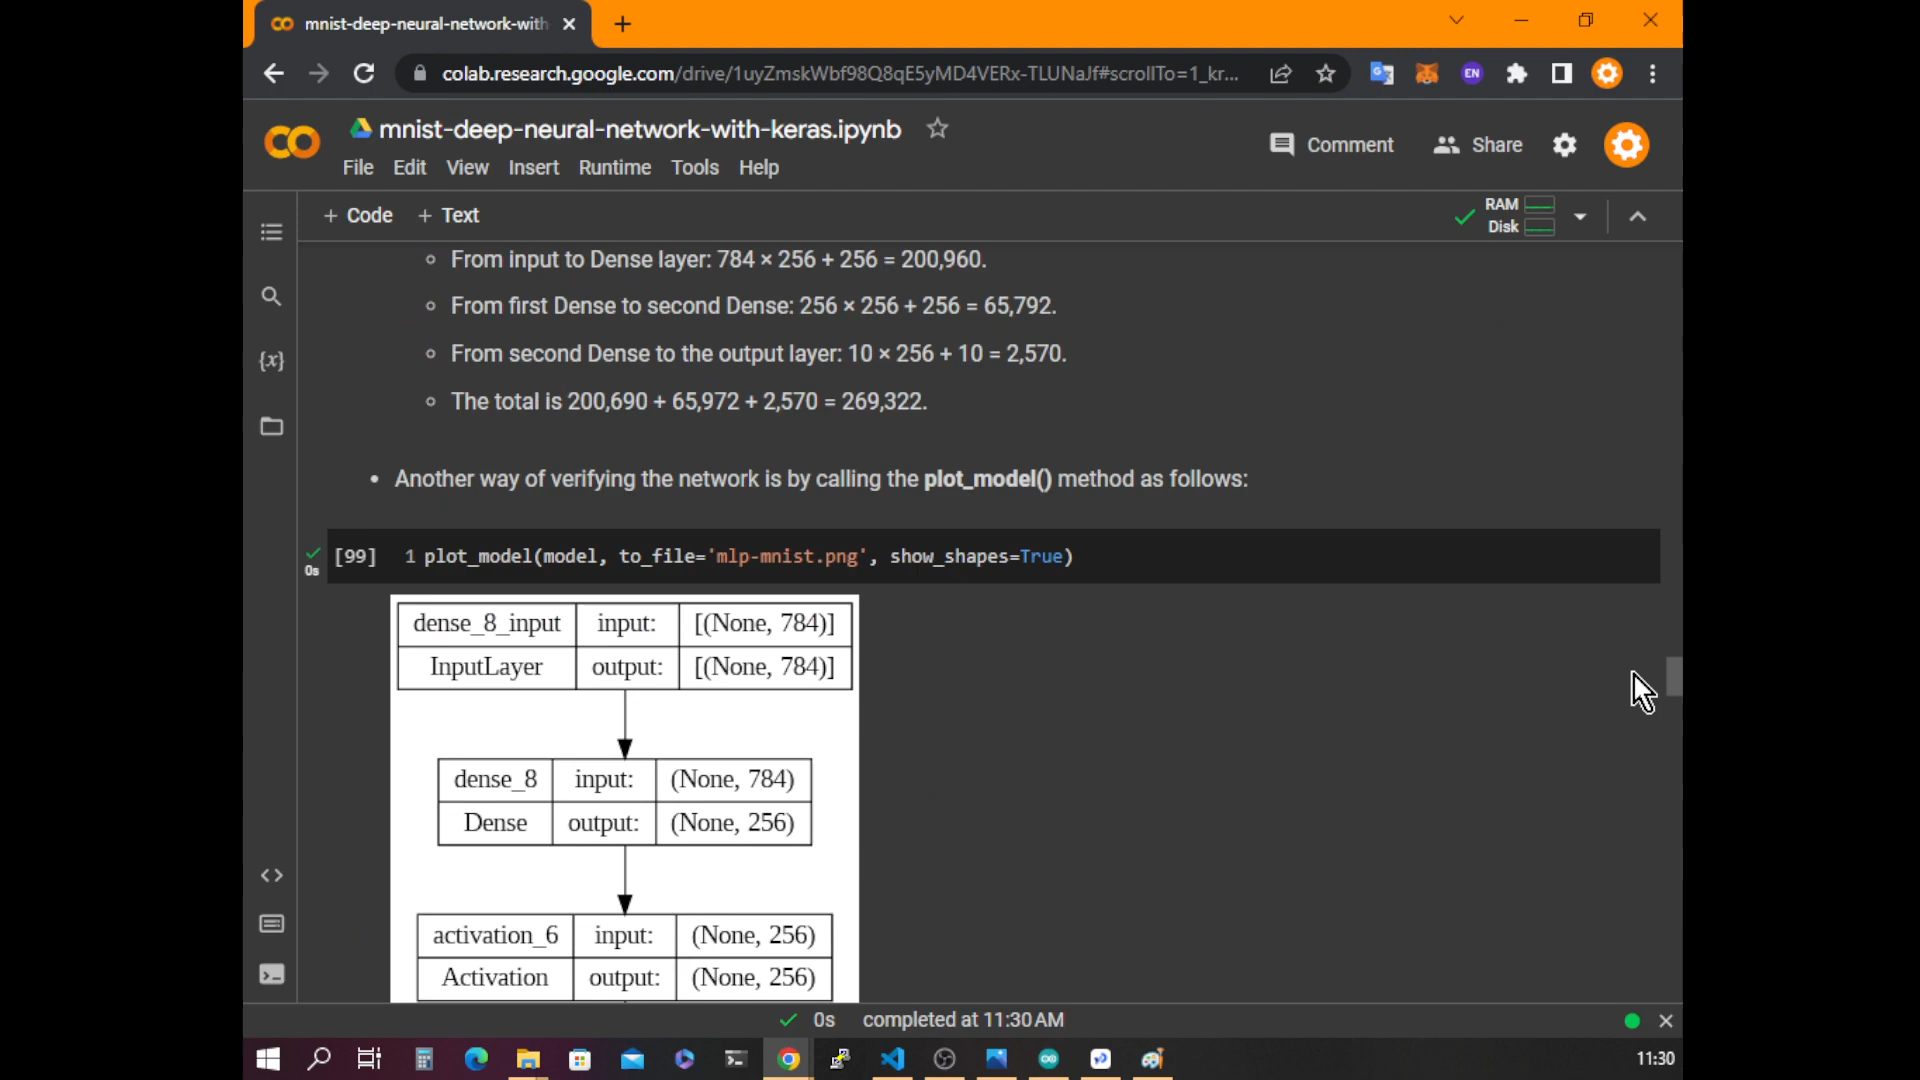 mnist-deep-neural-network-with
colab.research.google.com/drive/1uyZmskWbf98Q8qE5yMD4VERx-TLUNaJf#scrollTo=1_kr...
EN
mnist-deep-neural-network-with-keras.ipynb
Comment
Share
File Edit View Insert Runtime Tools Help
+ Code + Text
RAM
Disk
From input to Dense layer: 784 × 256 + 256 = 200,960.
From first Dense to second Dense: 256 × 256 + 256 = 65,792.
From second Dense to the output layer: 10 × 256 + 10 = 2,570.
The total is 200,690 + 65,972 + 2,570 = 269,322.
Another way of verifying the network is by calling the plot_model() method as follows:
0s
[99] 1 plot_model(model, to_file='mlp-mnist.png', show_shapes=True)
dense_8_input input: [(None, 784)]
InputLayer output: [(None, 784)]
dense_8 input: (None, 784)
Dense output: (None, 256)
activation_6 input: (None, 256)
Activation output: (None, 256)
0s completed at 11:30 AM
11:30